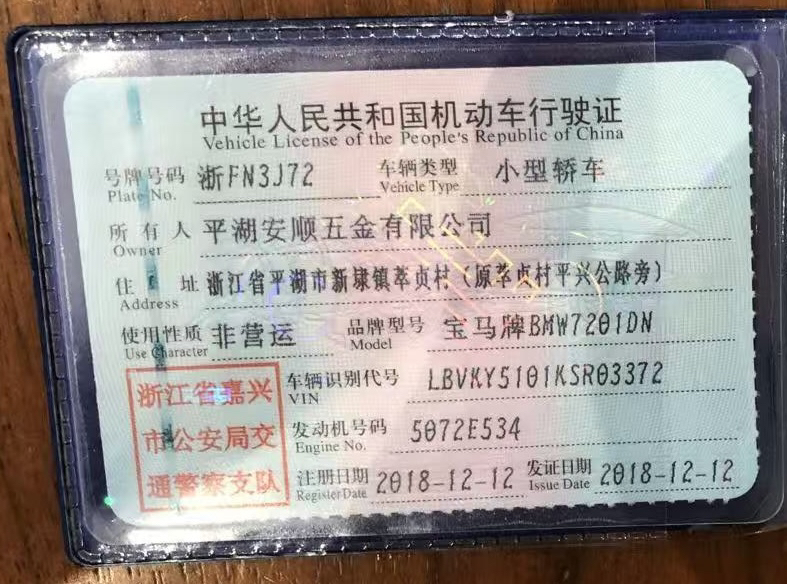 中华人民共和国机动车行驶证
Vehicle License of the People's Republic of China
号牌号码 浙FN3J72 车辆类型 小型轿车
Plate No. Vehicle Type
所有人 平湖安顺五金有限公司
Owner
住 址 浙江省平湖市新埭镇萃贞村（原萃贞村平兴公路旁）
Address
使用性质 非营运 品牌型号 宝马牌BMW7201DN
Use Character Model
车辆识别代号 LBVKY5101KSR03372
VIN
发动机号码 5072E534
Engine No.
注册日期 2018-12-12 发证日期 2018-12-12
Register Date Issue Date
浙江省嘉兴
市公安局交
通警察支队